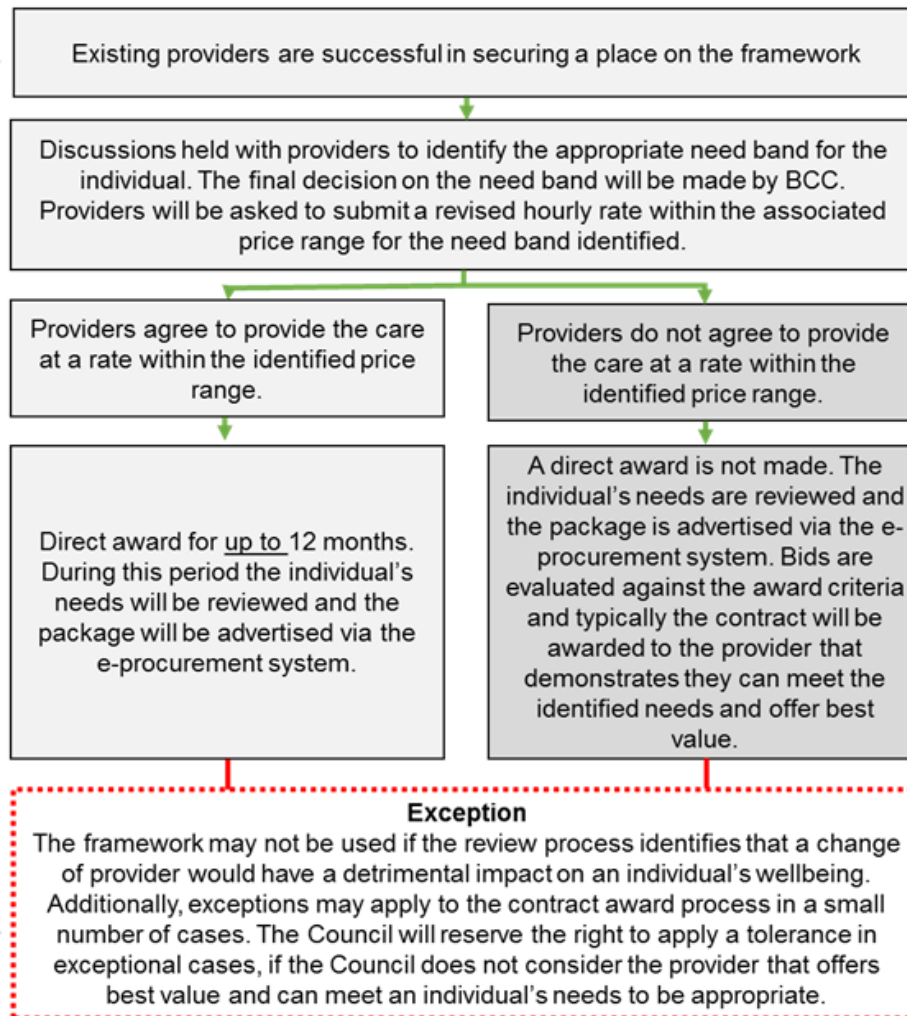 Existing providers are successful in securing a place on the framework
Discussions held with providers to identify the appropriate need band for the
individual. The final decision on the need band will be made by BCC.
Providers will be asked to submit a revised hourly rate within the associated
price range for the need band identified.
Providers agree to provide the care
at a rate within the identified price
range.
Providers do not agree to provide
the care at a rate within the
identified price range.
Direct award for up to 12 months.
During this period the individual's
needs will be reviewed and the
package will be advertised via the
e-procurement system.
A direct award is not made. The
individual's needs are reviewed and
the package is advertised via the e-
procurement system. Bids are
evaluated against the award criteria
and typically the contract will be
awarded to the provider that
demonstrates they can meet the
identified needs and offer best
value.
Exception
The framework may not be used if the review process identifies that a change
of provider would have a detrimental impact on an individual's wellbeing.
Additionally, exceptions may apply to the contract award process in a small
number of cases. The Council will reserve the right to apply a tolerance in
exceptional cases, if the Council does not consider the provider that offers
best value and can meet an individual's needs to be appropriate.